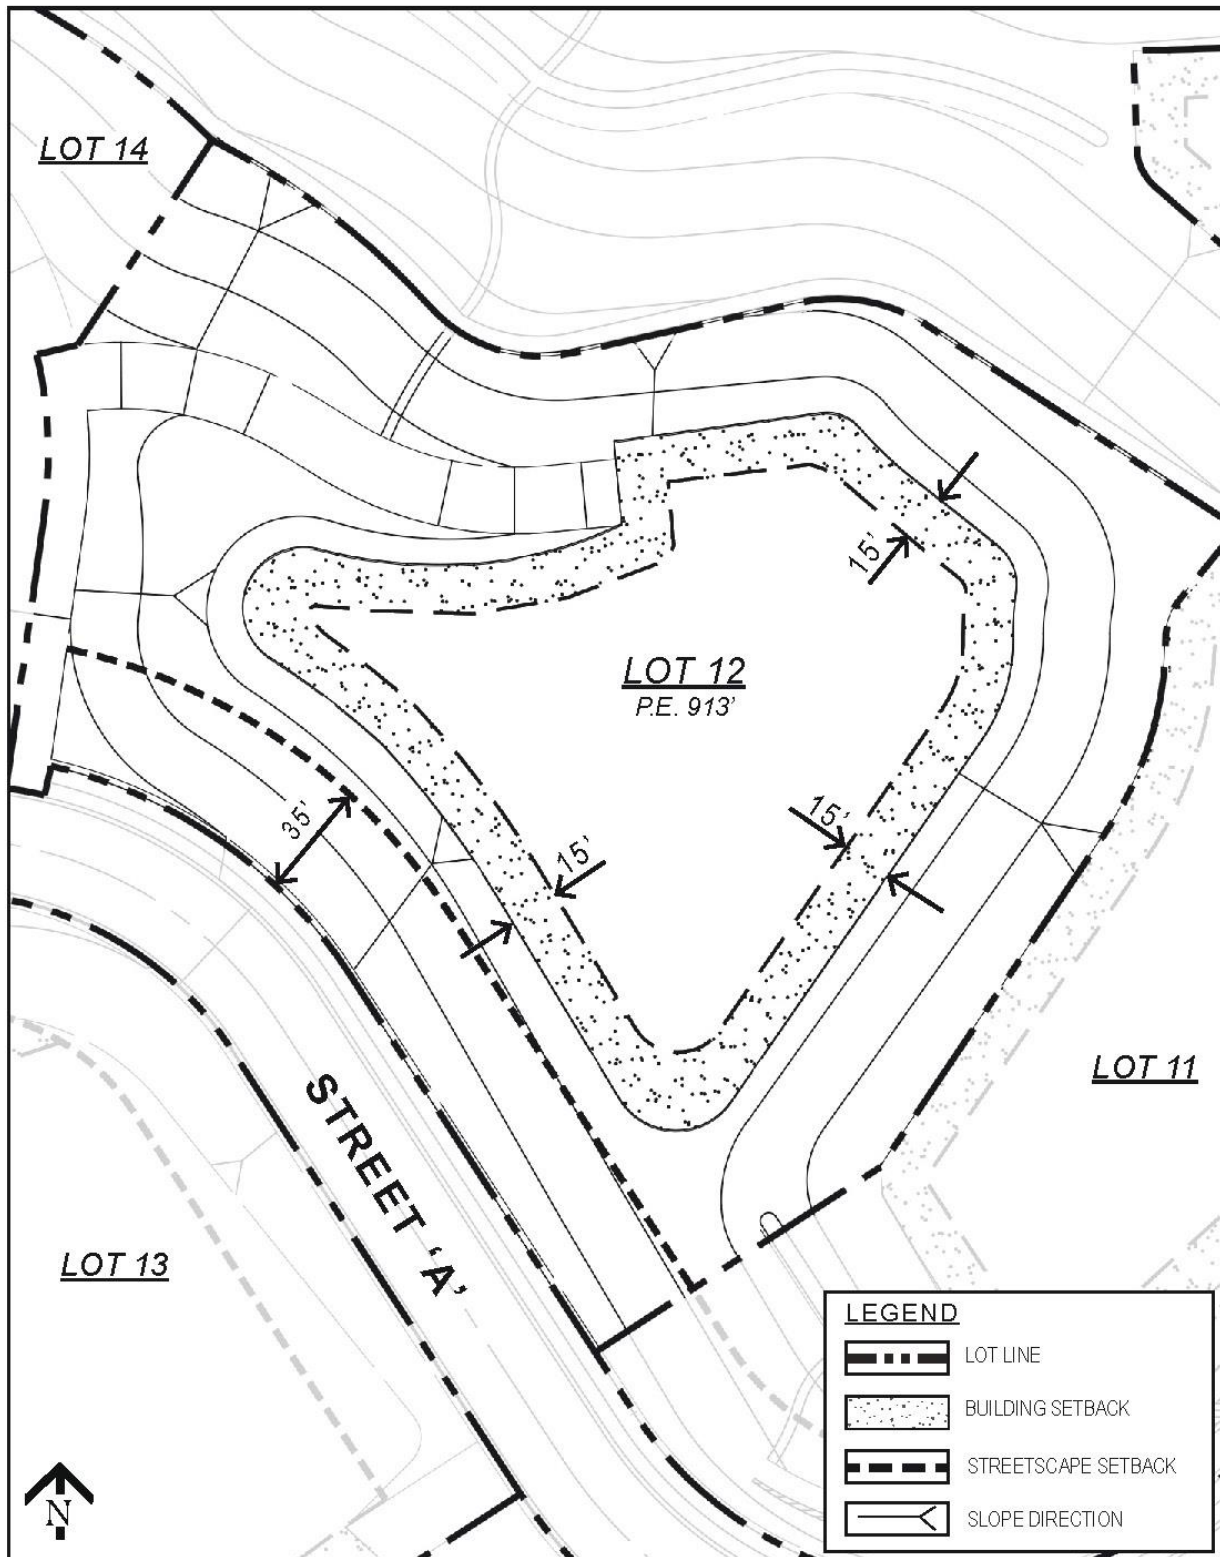 LOT 14
15'
LOT 12
P.E. 913'
35'
15'
15'
LOT 11
STREET 'A'
LOT 13
LEGEND
LOT LINE
BUILDING SETBACK
STREETSCAPE SETBACK
SLOPE DIRECTION
N